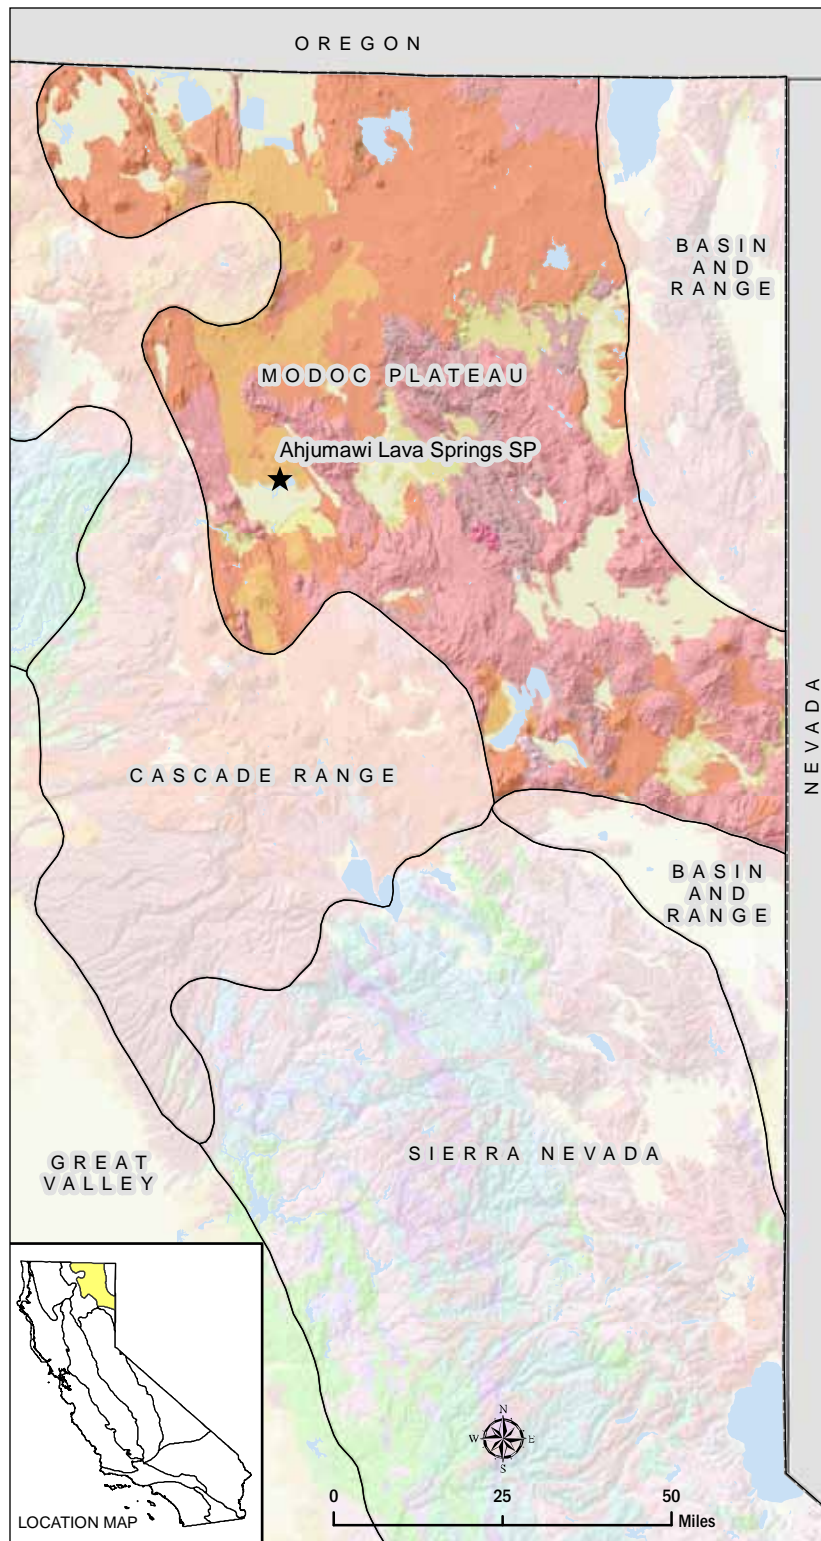 OREGON
BASIN
AND
RANGE
MODOC PLATEAU
Ahjumawi Lava Springs SP
NEVADA
CASCADE RANGE
BASIN
AND
RANGE
SIERRA NEVADA
GREAT
VALLEY
N
W E
S
0 25 50
Miles
LOCATION MAP